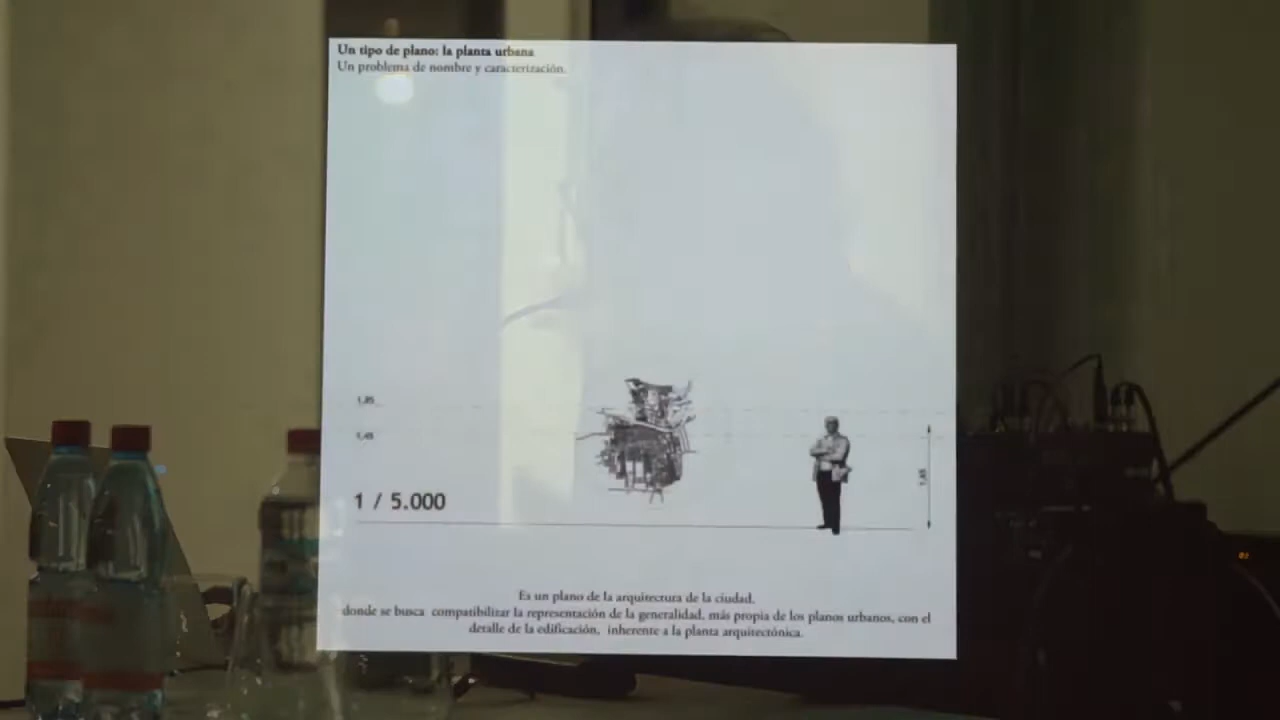 Un tipo de plano: la planta urbana
Un problema de nombre y caracterización.
1,85
1,45
1,85
1 / 5.000
Es un plano de la arquitectura de la ciudad,
donde se busca compatibilizar la representación de la generalidad, más propia de los planos urbanos, con el
detalle de la edificación, inherente a la planta arquitectónica.